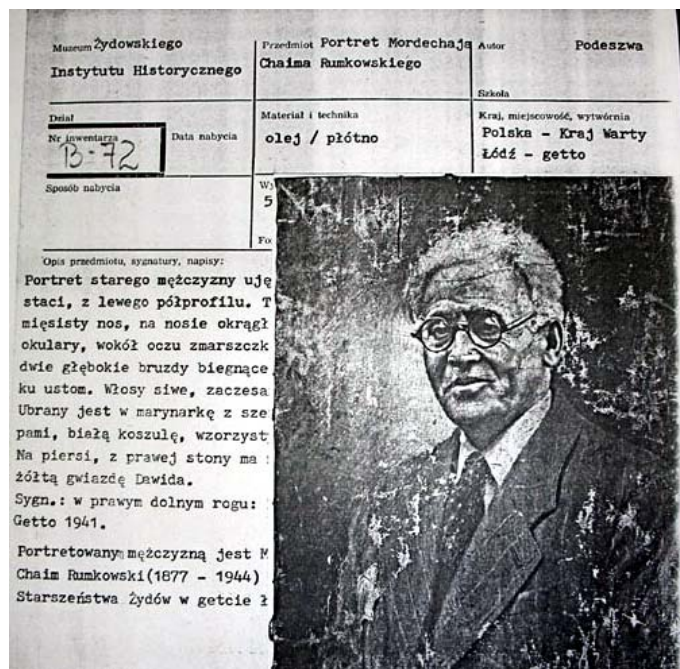 Muzeum Żydowskiego
Instytutu Historycznego
Przedmiot Portret Mordechaja
Chaima Rumkowskiego
Autor Podeszwa
Szkoła
Dział
Nr inwentarza
B-72
Data nabycia
Materiał i technika
olej / płótno
Kraj, miejscowość, wytwórnia
Polska - Kraj Warty
Łódź - getto
Sposób nabycia
5
Opis przedmiotu, sygnatury, napisy:
Portret starego mężczyzny uję
staci, z lewego półprofilu. T
mięsisty nos, na nosie okrągł
okulary, wokół oczu zmarszczk
dwie głębokie bruzdy biegnące
ku ustom. Włosy siwe, zaczesa
Ubrany jest w marynarkę z sze
pami, białą koszulę, wzorzyst
Na piersi, z prawej stony ma
żółtą gwiazdę Dawida.
Sygn.: w prawym dolnym rogu:
Getto 1941.
Portretowany mężczyzną jest M
Chaim Rumkowski(1877 - 1944)
Starszeństwa Żydów w getcie Ł